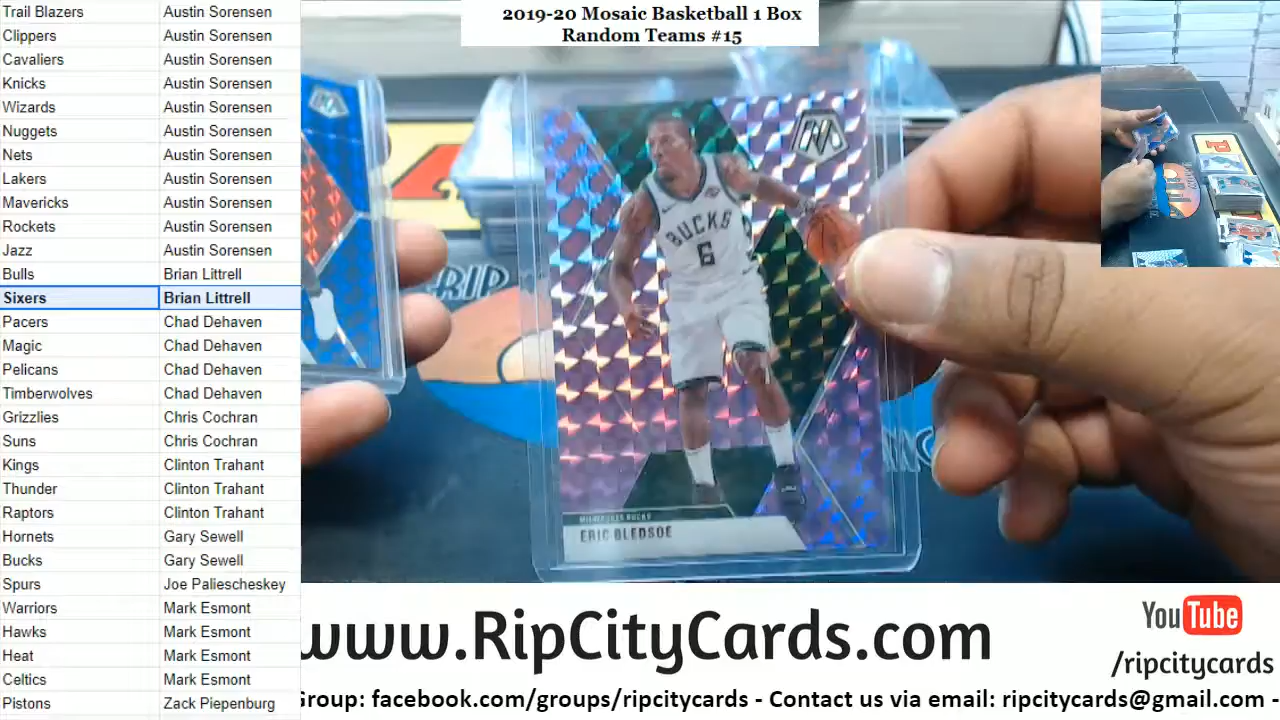 Trail Blazers Austin Sorensen
Clippers Austin Sorensen
Cavaliers Austin Sorensen
Knicks Austin Sorensen
Wizards Austin Sorensen
Nuggets Austin Sorensen
Nets Austin Sorensen
Lakers Austin Sorensen
Mavericks Austin Sorensen
Rockets Austin Sorensen
Jazz Austin Sorensen
Bulls Brian Littrell
Sixers Brian Littrell
Pacers Chad Dehaven
Magic Chad Dehaven
Pelicans Chad Dehaven
Timberwolves Chad Dehaven
Grizzlies Chris Cochran
Suns Chris Cochran
Kings Clinton Trahant
Thunder Clinton Trahant
Raptors Clinton Trahant
Hornets Gary Sewell
Bucks Gary Sewell
Spurs Joe Paliescheskey
Warriors Mark Esmont
Hawks Mark Esmont
Heat Mark Esmont
Celtics Mark Esmont
Pistons Zack Piepenburg
2019-20 Mosaic Basketball 1 Box
Random Teams #15
BUCKS
6
MILWAUKEE BUCKS
ERIC BLEDSOE
RIP
www.RipCityCards.com
YouTube
/ripcitycards
Group: facebook.com/groups/ripcitycards - Contact us via email: ripcitycards@gmail.com -